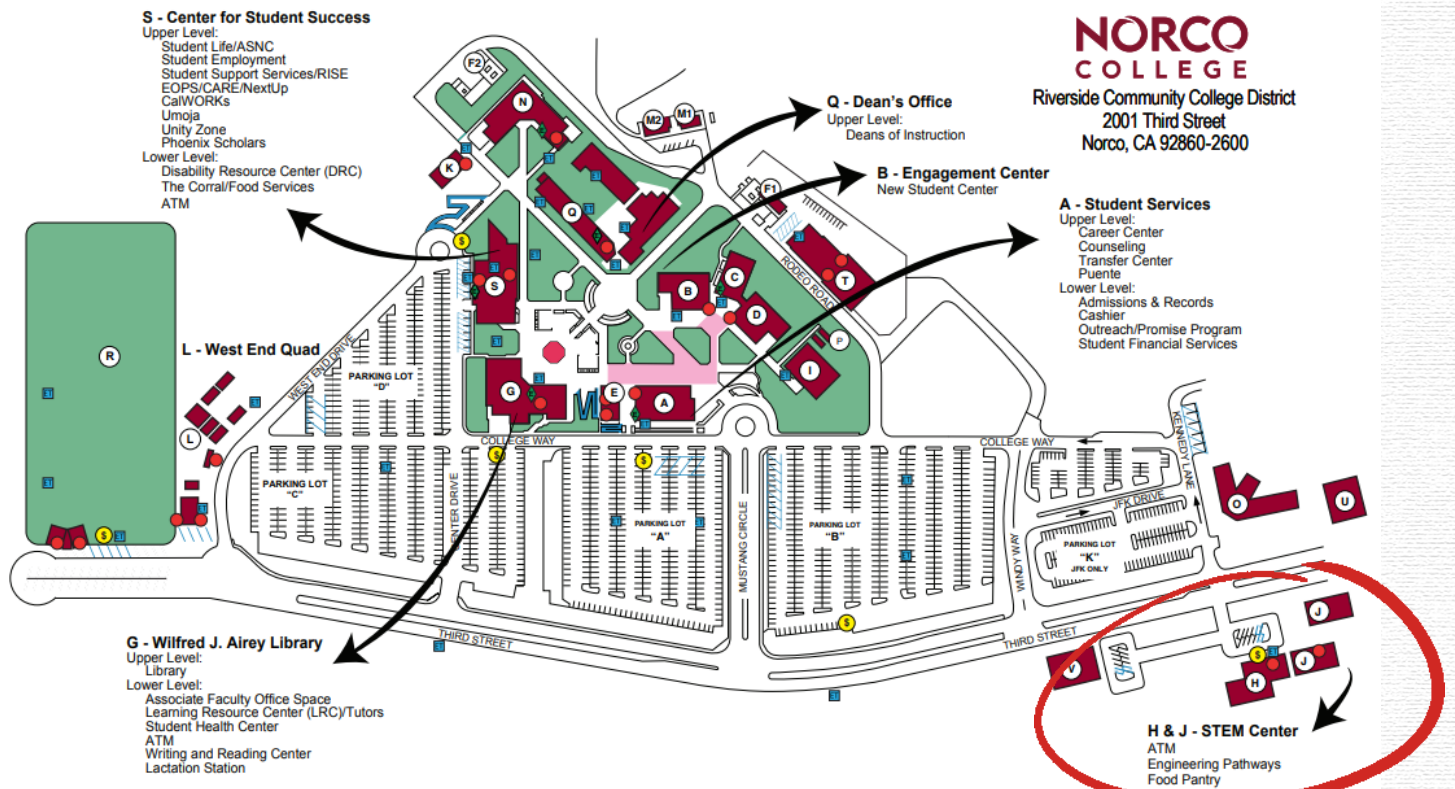 S - Center for Student Success
Upper Level:
Student Life/ASNC
Student Employment
Student Support Services/RISE
EOPS/CARE/NextUp
CalWORKs
Umoja
Unity Zone
Phoenix Scholars
Lower Level:
Disability Resource Center (DRC)
The Corral/Food Services
ATM
NORCO
COLLEGE
Riverside Community College District
2001 Third Street
Norco, CA 92860-2600
Q - Dean's Office
Upper Level:
Deans of Instruction
B - Engagement Center
New Student Center
A - Student Services
Upper Level:
Career Center
Counseling
Transfer Center
Puente
Lower Level:
Admissions & Records
Cashier
Outreach/Promise Program
Student Financial Services
F2
N
M2
M1
K
F1
Q
T
RODEO ROAD
C
S
B
D
P
I
R
L - West End Quad
WEST END DRIVE
PARKING LOT
"D"
G
E
A
L
COLLEGE WAY
COLLEGE WAY
KENNEDY LANE
PARKING LOT
"C"
CENTER DRIVE
PARKING LOT
"A"
MUSTANG CIRCLE
PARKING LOT
"B"
WINDY WAY
JFK DRIVE
PARKING LOT
"K"
JFK ONLY
O
U
THIRD STREET
THIRD STREET
J
V
H
J
G - Wilfred J. Airey Library
Upper Level:
Library
Lower Level:
Associate Faculty Office Space
Learning Resource Center (LRC)/Tutors
Student Health Center
ATM
Writing and Reading Center
Lactation Station
H & J - STEM Center
ATM
Engineering Pathways
Food Pantry